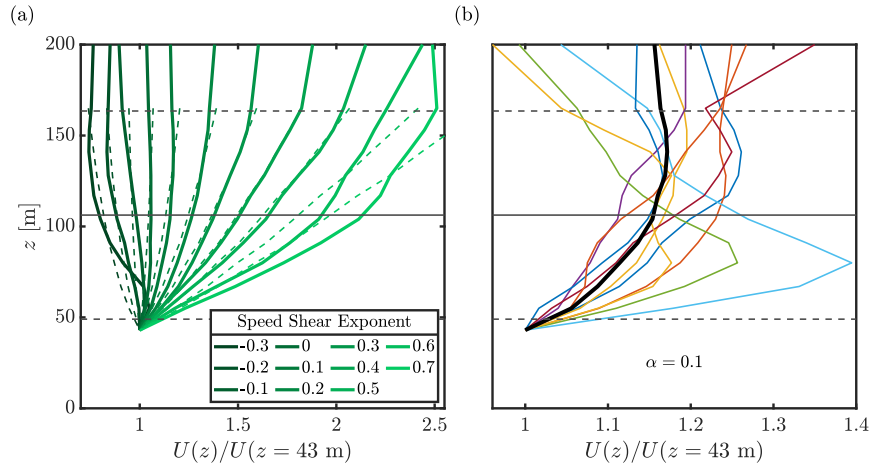 (a)
200
150
100
50
0
z [m]
Speed Shear Exponent
-0.3 0 0.3 0.6
-0.2 0.1 0.4 0.7
-0.1 0.2 0.5
1 1.5 2 2.5
U(z)/U(z = 43 m)
(b)
α = 0.1
1 1.1 1.2 1.3 1.4
U(z)/U(z = 43 m)